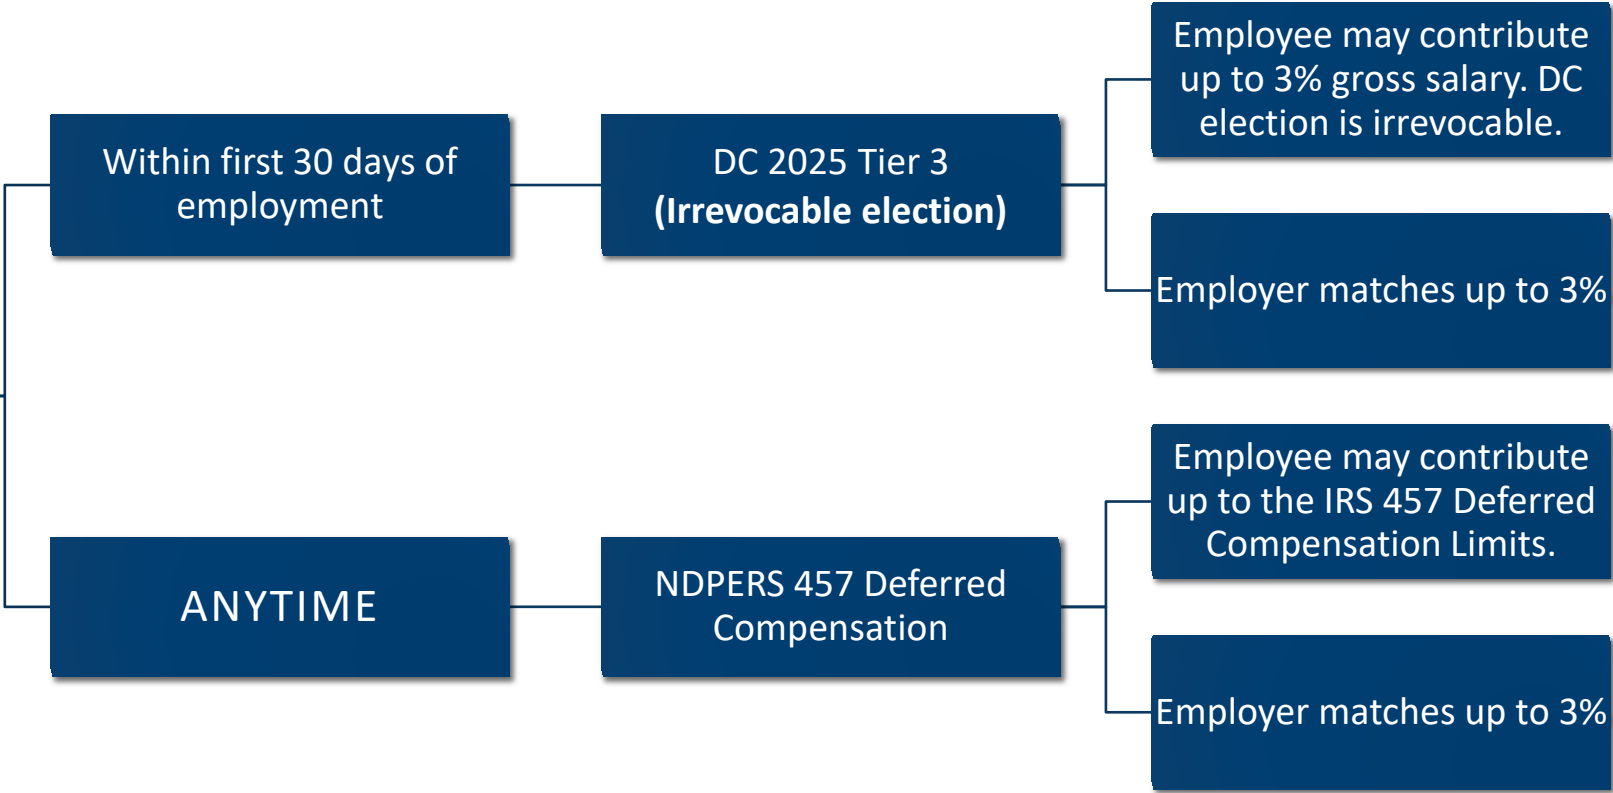 Within first 30 days of
employment
DC 2025 Tier 3
(Irrevocable election)
Employee may contribute
up to 3% gross salary. DC
election is irrevocable.
Employer matches up to 3%
ANYTIME
NDPERS 457 Deferred
Compensation
Employee may contribute
up to the IRS 457 Deferred
Compensation Limits.
Employer matches up to 3%